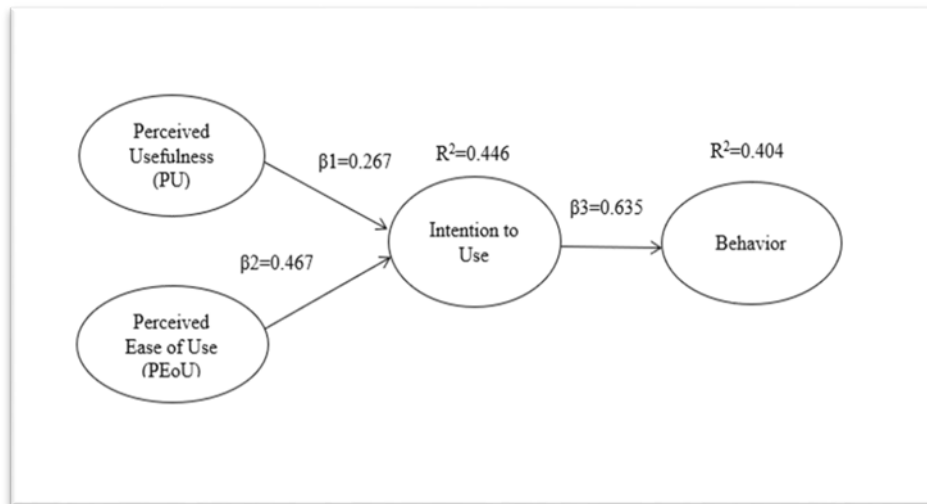 Perceived
Usefulness
(PU)
β1=0.267
R²=0.446
R²=0.404
β2=0.467
Intention to
Use
β3=0.635
Behavior
Perceived
Ease of Use
(PEoU)